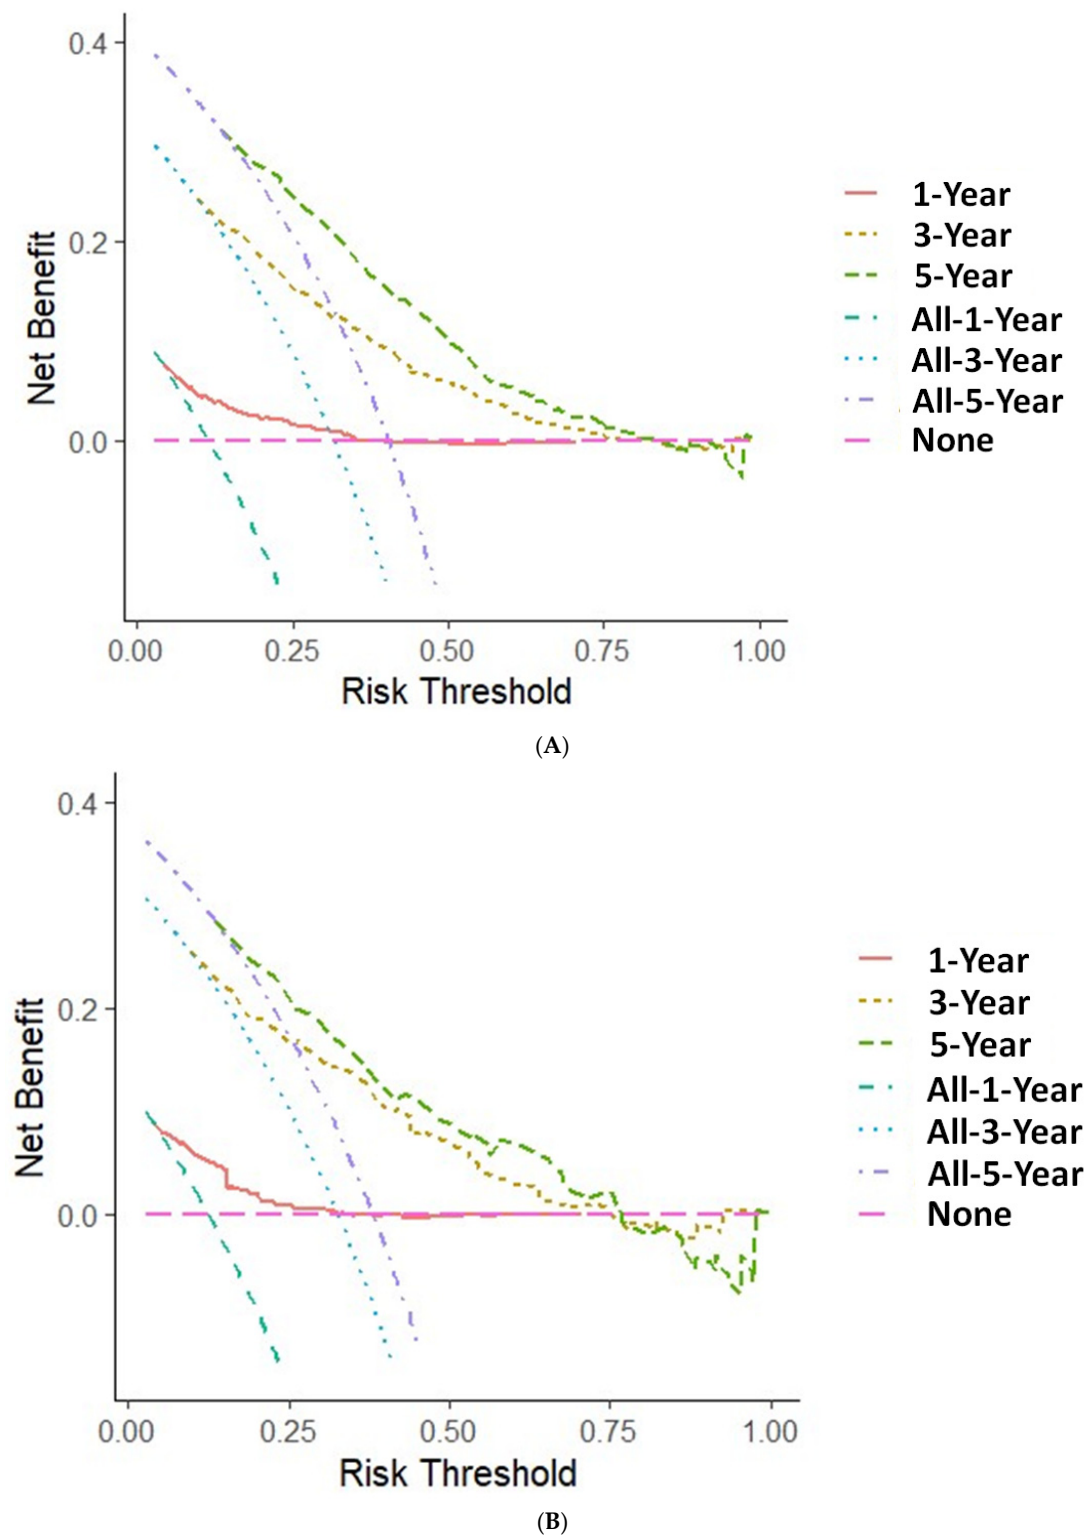 0.4
0.2
0.0
Net Benefit
0.00 0.25 0.50 0.75 1.00
Risk Threshold
1-Year
3-Year
5-Year
All-1-Year
All-3-Year
All-5-Year
None
(A)
0.4
0.2
0.0
Net Benefit
0.00 0.25 0.50 0.75 1.00
Risk Threshold
1-Year
3-Year
5-Year
All-1-Year
All-3-Year
All-5-Year
None
(B)